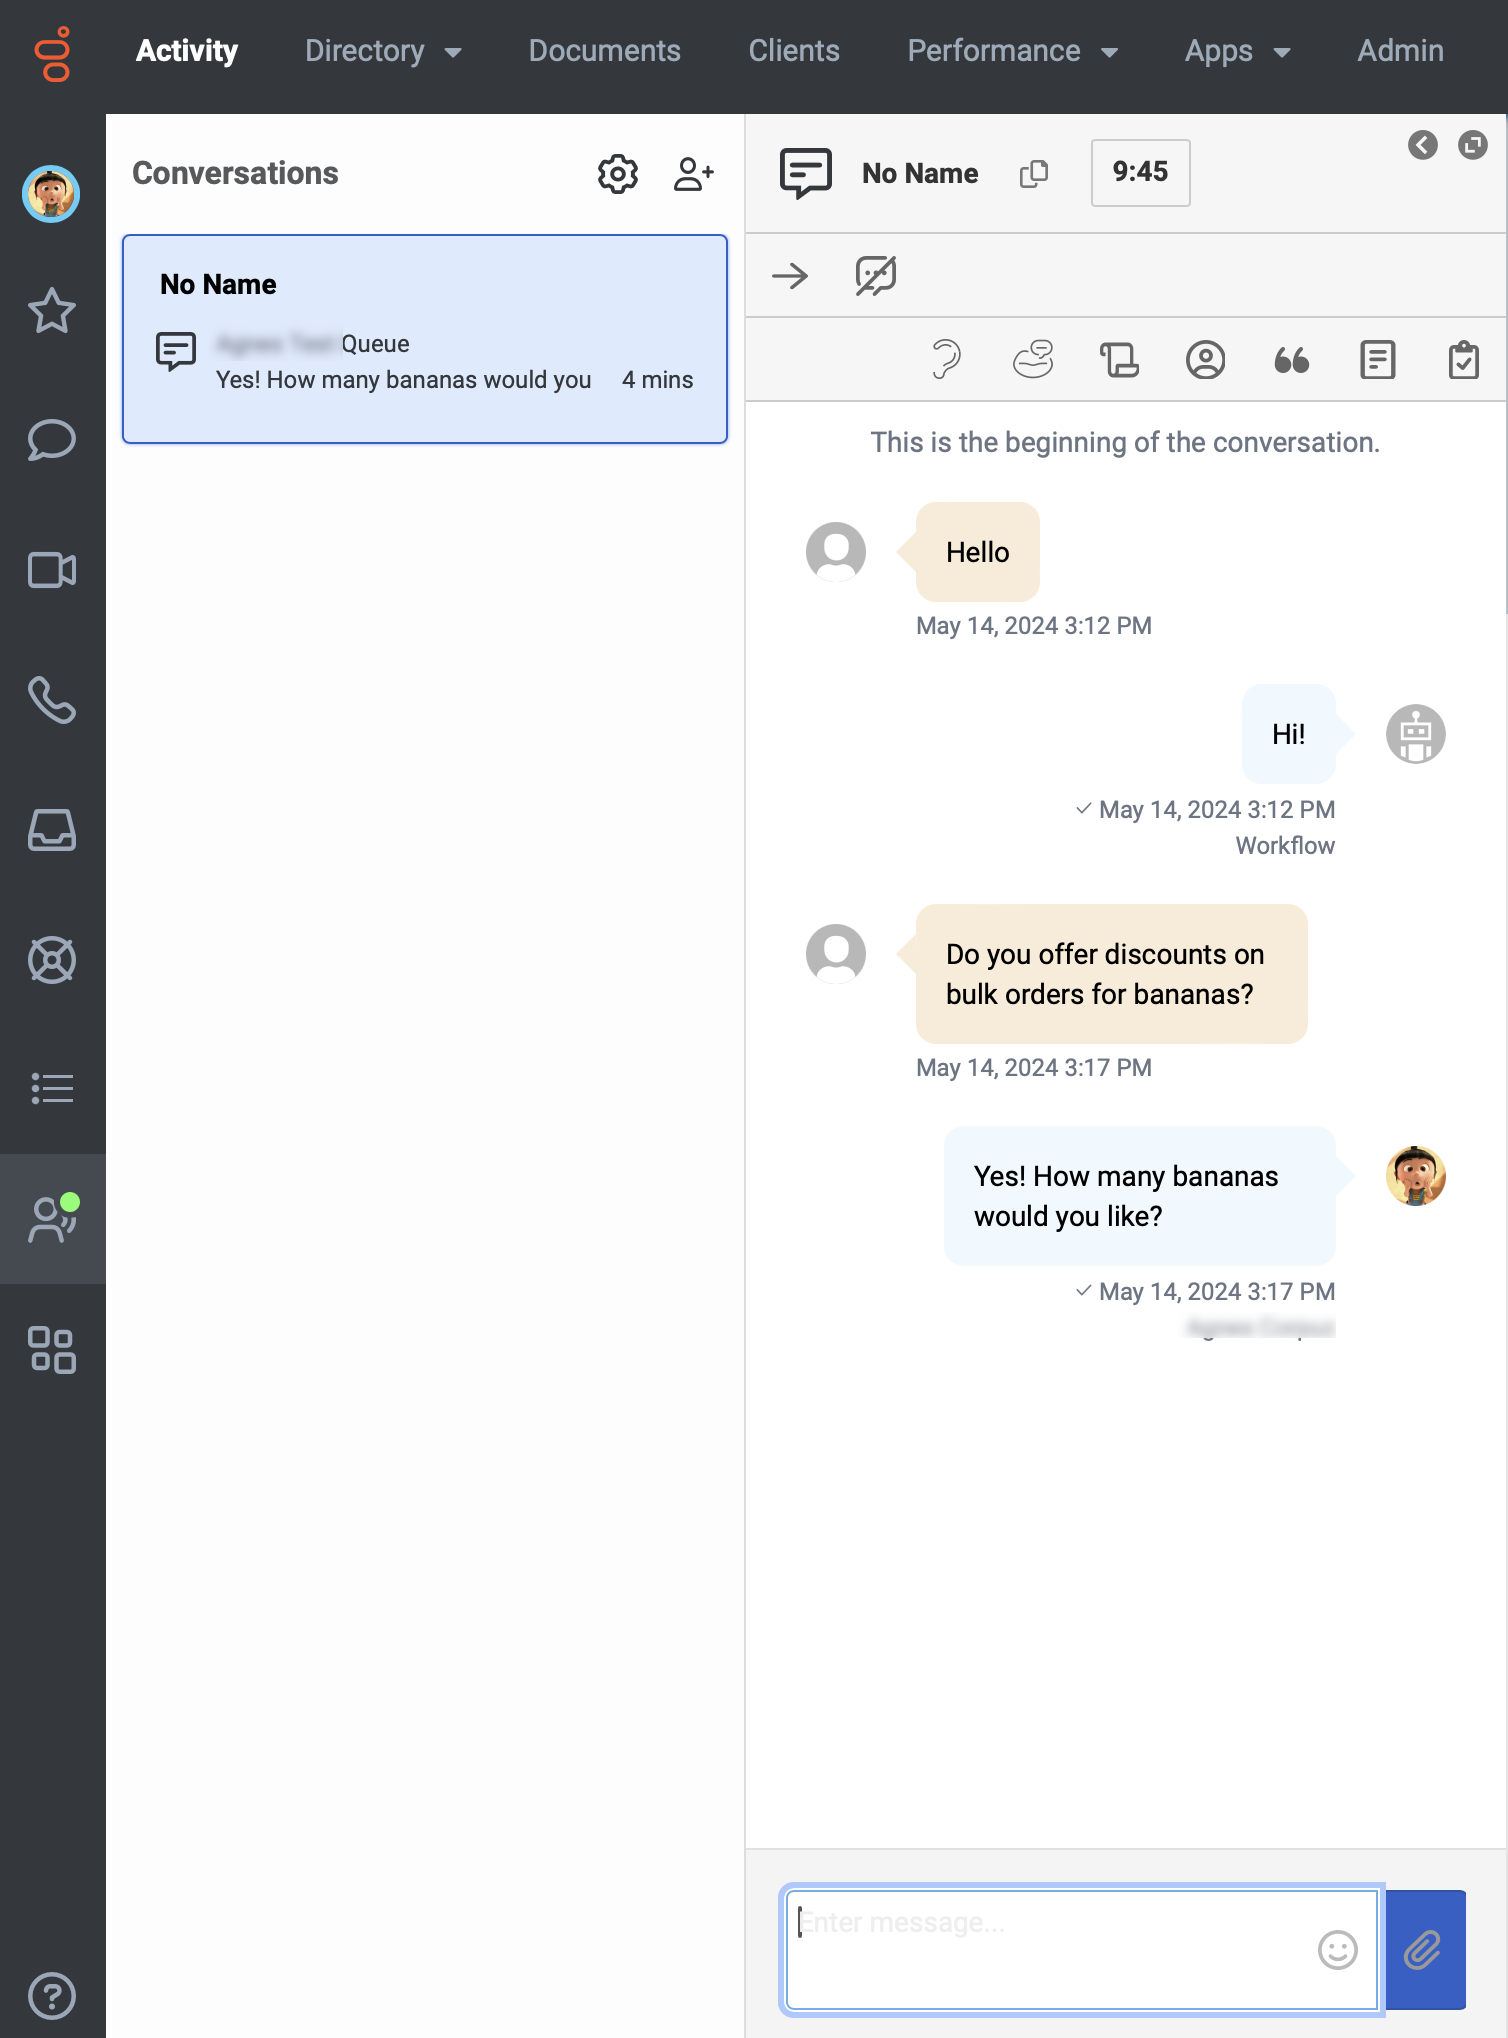 Activity
Directory
Documents
Clients
Performance
Apps
Admin
Conversations
No Name
Queue
Yes! How many bananas would you
4 mins
No Name
9:45
This is the beginning of the conversation.
Hello
May 14, 2024 3:12 PM
Hi!
May 14, 2024 3:12 PM
Workflow
Do you offer discounts on
bulk orders for bananas?
May 14, 2024 3:17 PM
Yes! How many bananas
would you like?
May 14, 2024 3:17 PM
Enter message...